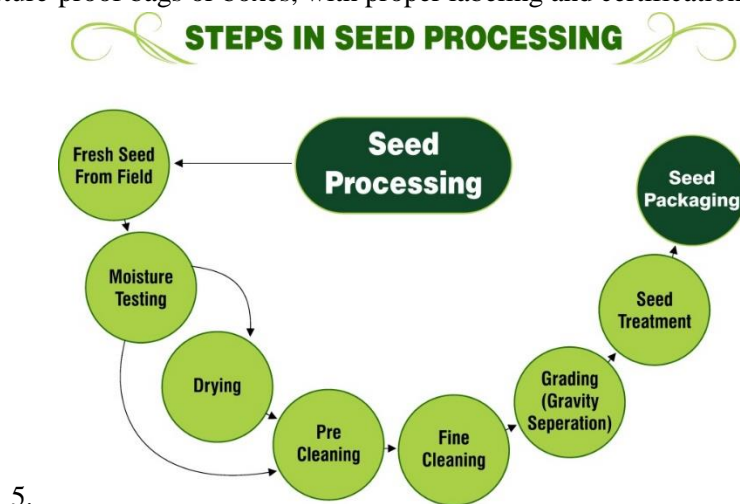 STEPS IN SEED PROCESSING
Seed
Processing
Fresh Seed
From Field
Moisture
Testing
Drying
Pre
Cleaning
Fine
Cleaning
Grading
(Gravity
Seperation)
Seed
Treatment
Seed
Packaging
5.